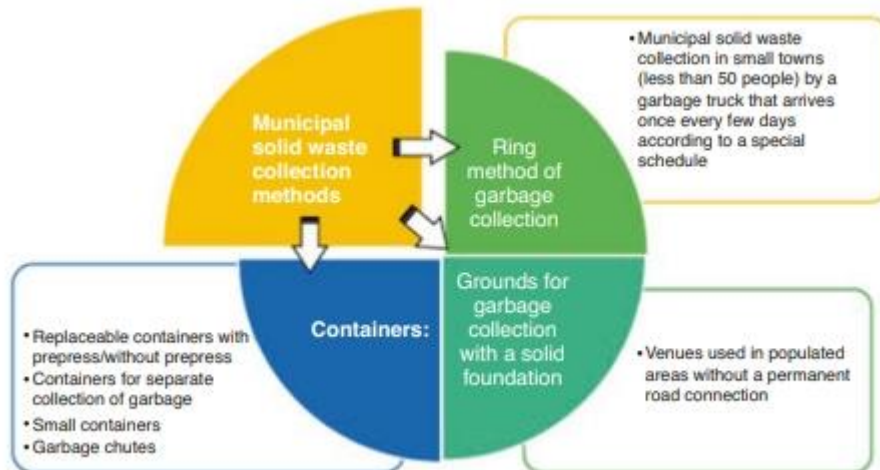 Municipal
solid waste
collection
methods
Ring
method of
garbage
collection
• Municipal solid waste
collection in small towns
(less than 50 people) by a
garbage truck that arrives
once every few days
according to a special
schedule
Containers:
• Replaceable containers with
prepress/without prepress
• Containers for separate
collection of garbage
• Small containers
• Garbage chutes
Grounds for
garbage
collection
with a solid
foundation
• Venues used in populated
areas without a permanent
road connection